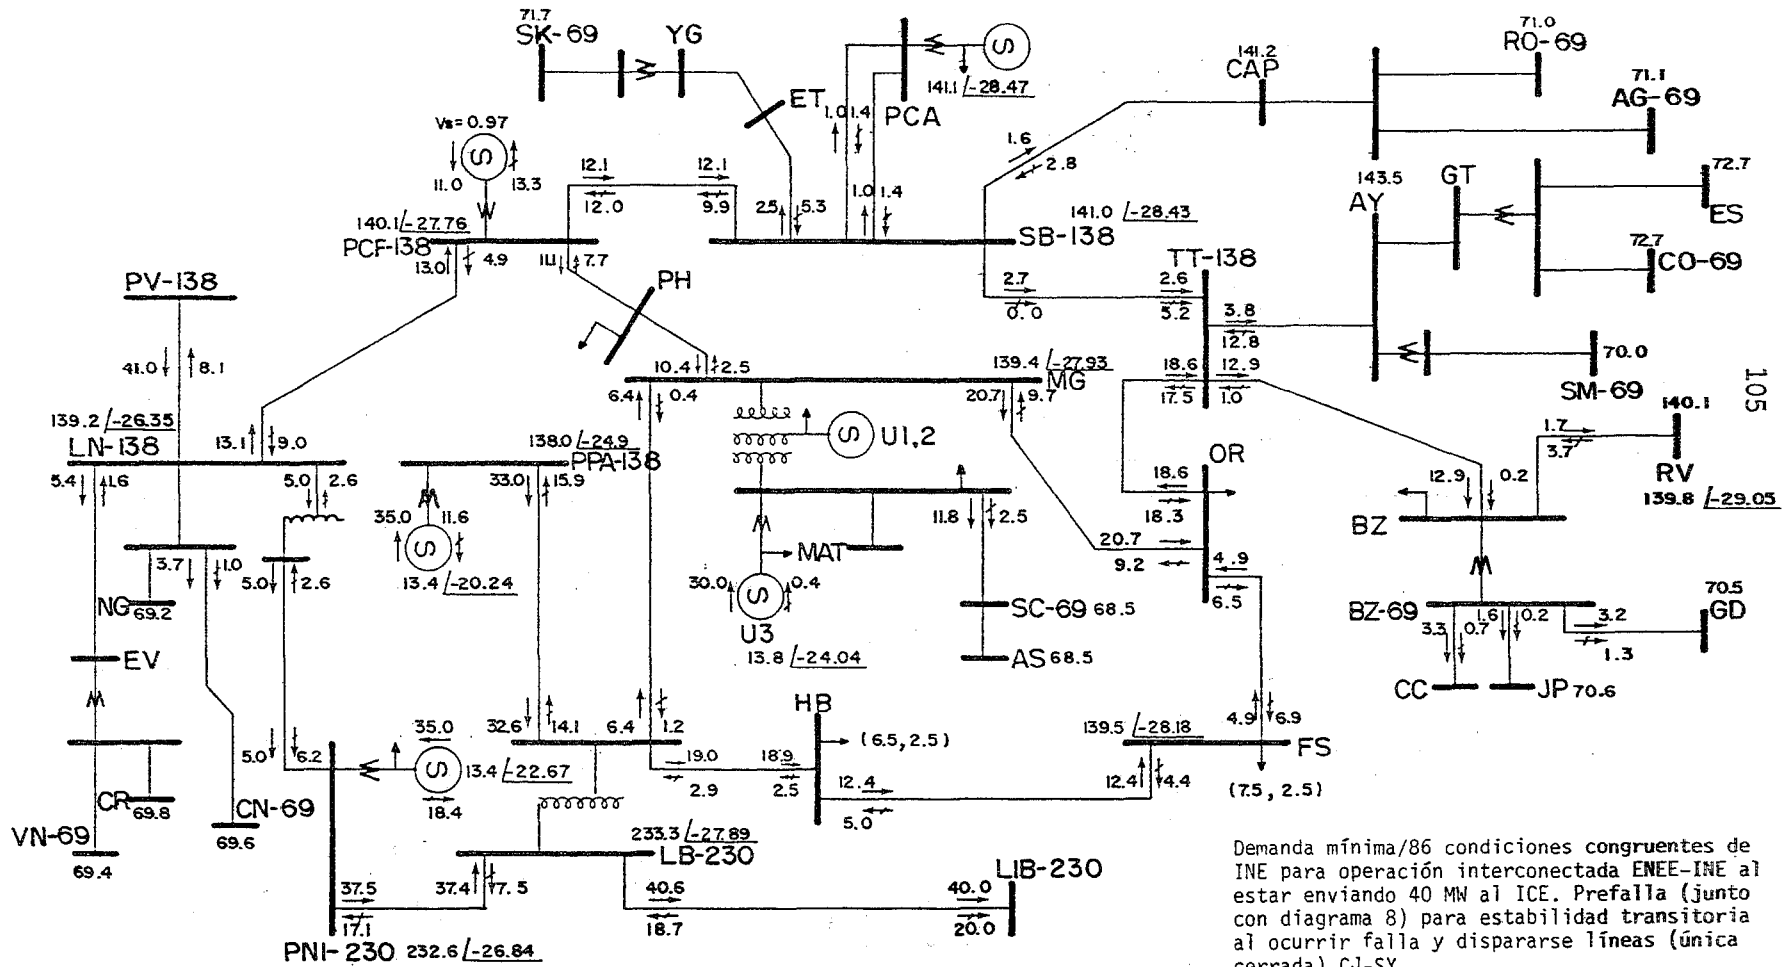 71.7
SK-69
YG
ET
S
PCA
141.1 /-28.47
1.0 1.4
1.0 1.4
Vs=0.97
S
11.0 13.3
140.1 /-27.76
PCF-138
13.0 4.9
11.1 7.7
12.1
12.0
12.1
9.9
2.5 5.3
141.0 /-28.43
SB-138
1.6
2.8
141.2
CAP
71.0
RO-69
71.1
AG-69
143.5
AY
GT
72.7
ES
72.7
CO-69
70.0
SM-69
TT-138
2.7
0.0
2.6
5.2
3.8
12.8
18.6 12.9
17.5 1.0
PV-138
41.0 8.1
139.2 /-26.35
LN-138
13.1 9.0
5.4 1.6
5.0 2.6
PH
10.4 2.5
139.4 /-27.93
MG
6.4 0.4
20.7 9.7
S U1,2
138.0 /-24.9
PPA-138
33.0 15.9
35.0 11.6
S
13.4 /-20.24
11.8 2.5
MAT
30.0 0.4
S
U3
13.8 /-24.04
SC-69 68.5
AS 68.5
OR
18.6
18.3
20.7
9.2
4.9
6.5
1.7
3.7
140.1
RV
139.8 /-29.05
12.9 0.2
BZ
BZ-69
3.3 0.7
1.6 0.2
3.2
1.3
70.5
GD
CC
JP 70.6
3.7 1.0
NG
69.2
5.0 2.6
EV
CR
69.8
VN-69
69.4
CN-69
69.6
5.0 6.2
35.0
S
13.4 /-22.67
18.4
32.6 14.1
6.4 1.2
19.0
2.9
18.9
2.5
HB
(6.5, 2.5)
12.4
5.0
139.5 /-28.18
FS
4.9 6.9
12.4 4.4
(7.5, 2.5)
233.3 /-27.89
LB-230
37.5
17.1
37.4 7.5
40.6
18.7
40.0
20.0
LIB-230
PNI-230 232.6 /-26.84
105
Demanda mínima/86 condiciones congruentes de
INE para operación interconectada ENEE-INE al
estar enviando 40 MW al ICE. Prefalla (junto
con diagrama 8) para estabilidad transitoria
al ocurrir falla y dispararse líneas (única
cerrada) CJ-SY